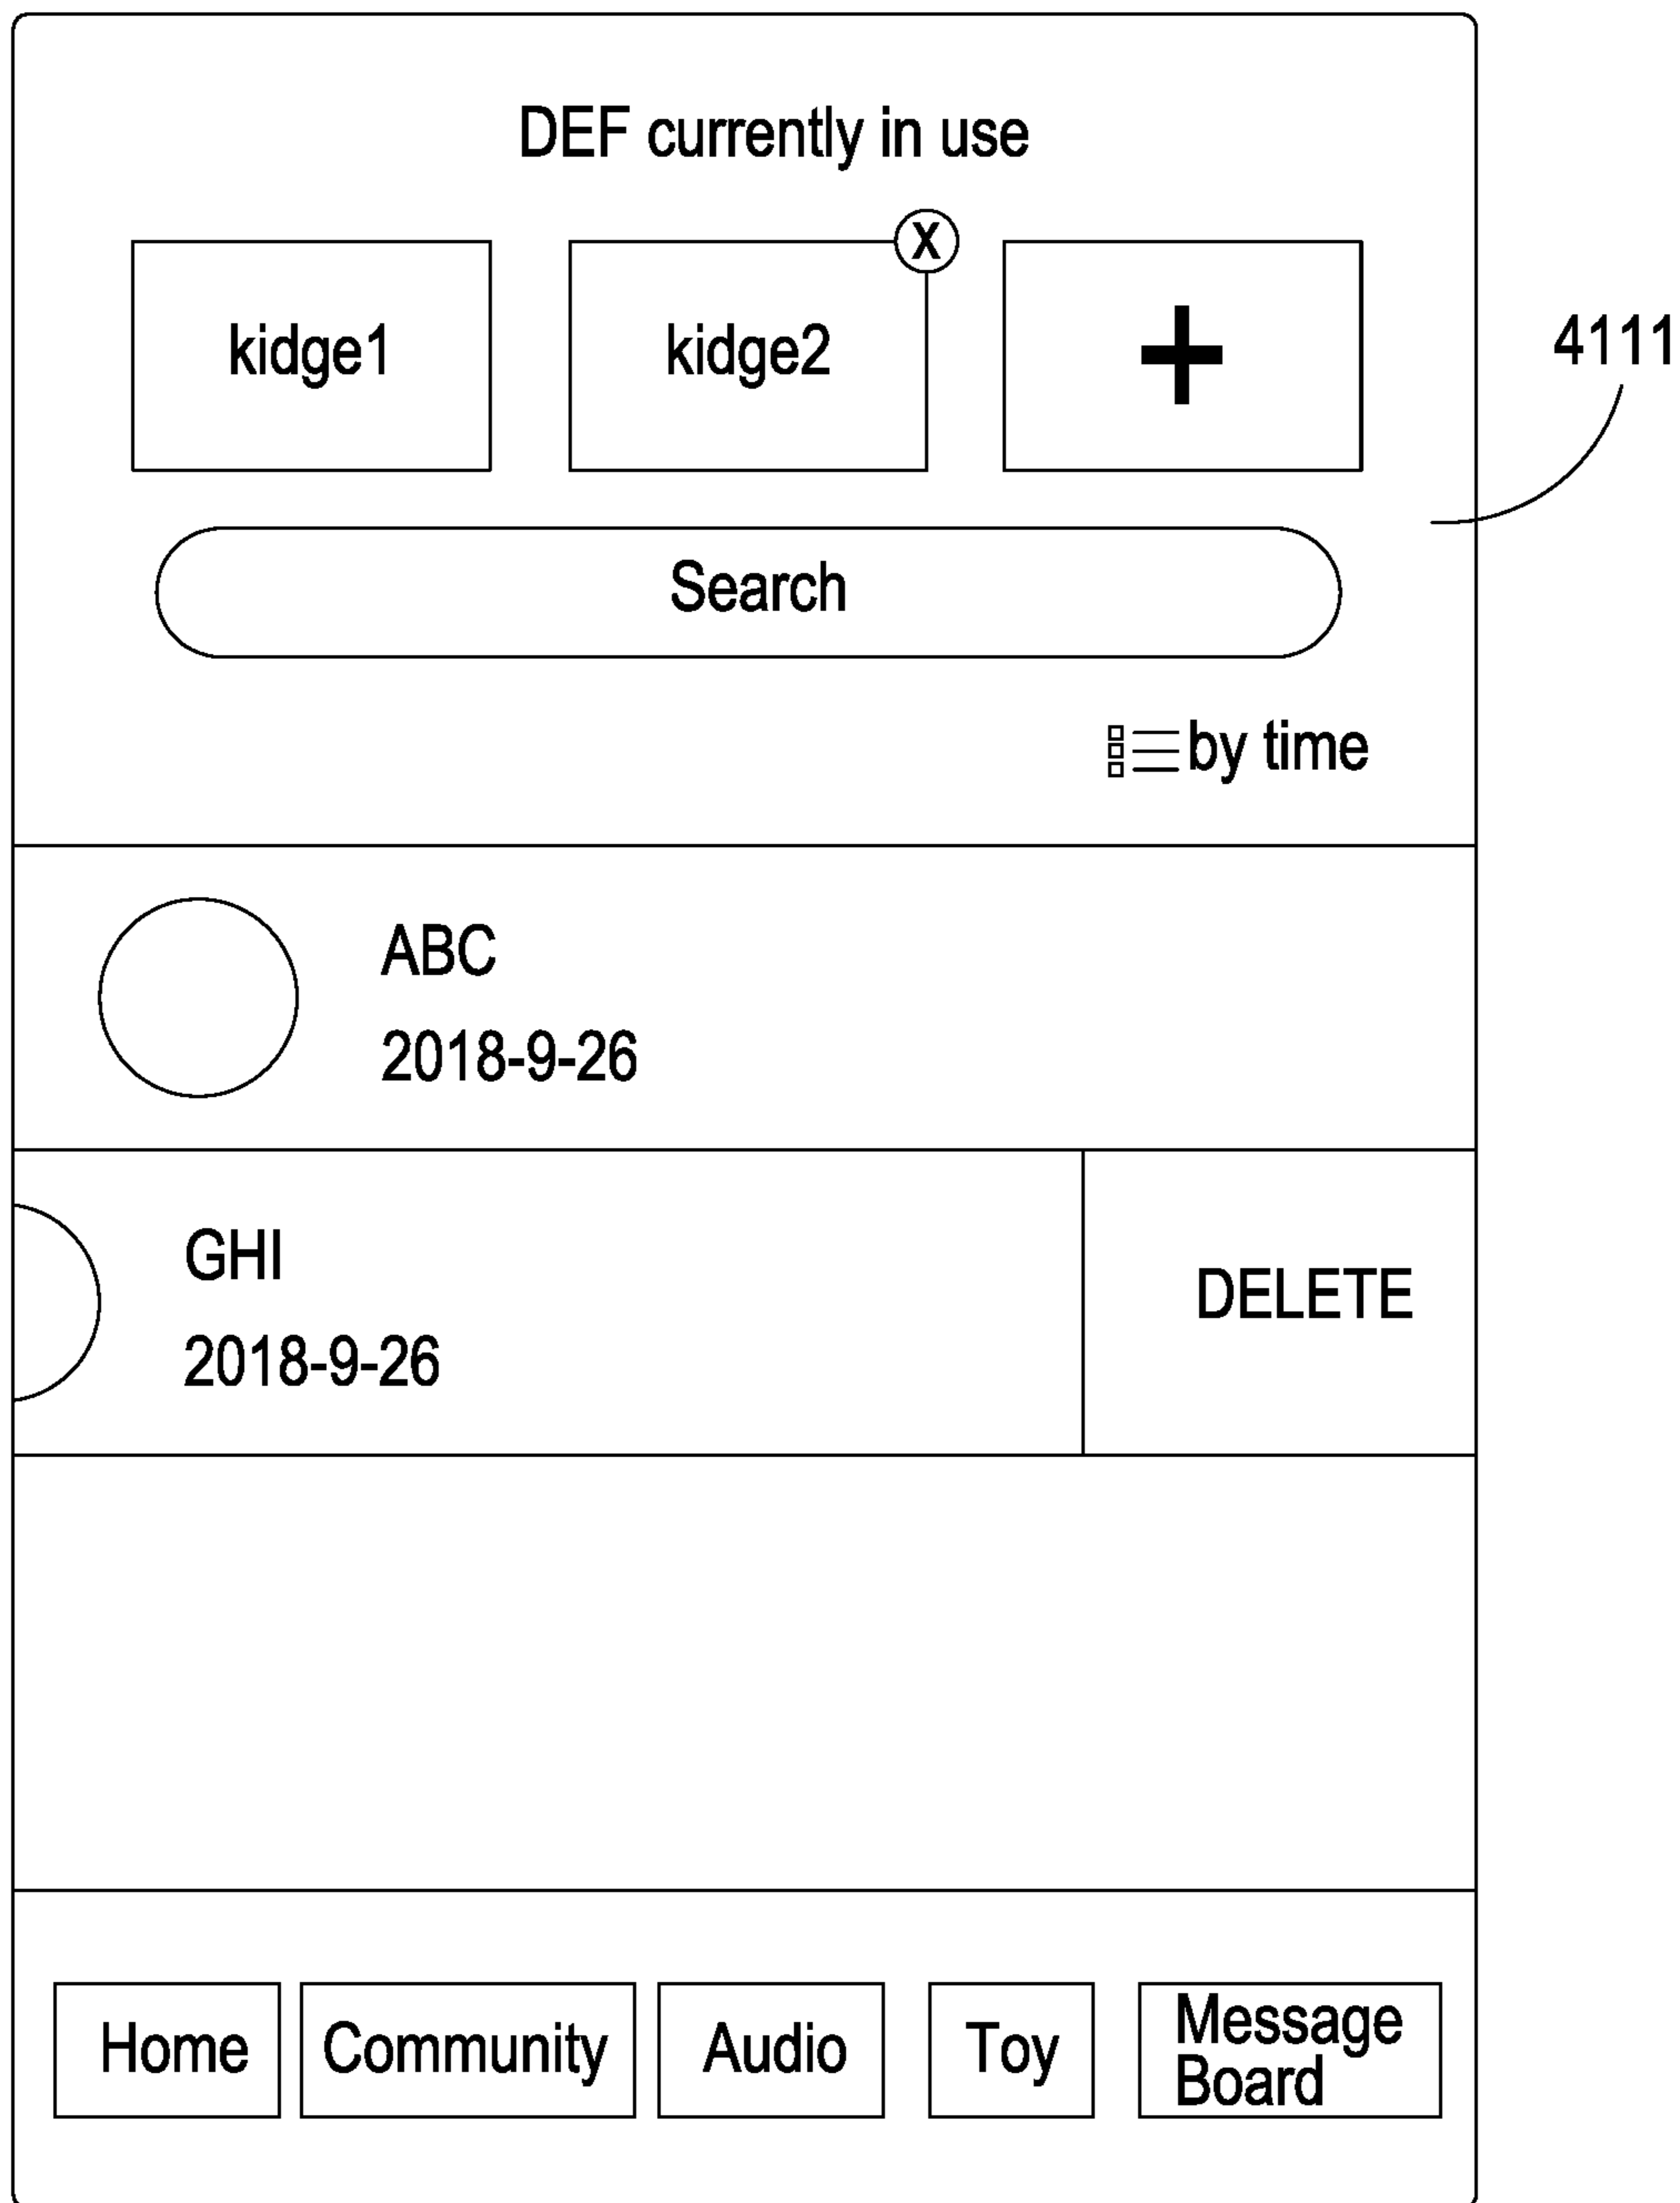 DEF currently in use
X
kidge1
kidge2
+
4111
Search
by time
ABC
2018-9-26
GHI
2018-9-26
DELETE
Home
Community
Audio
Toy
Message
Board